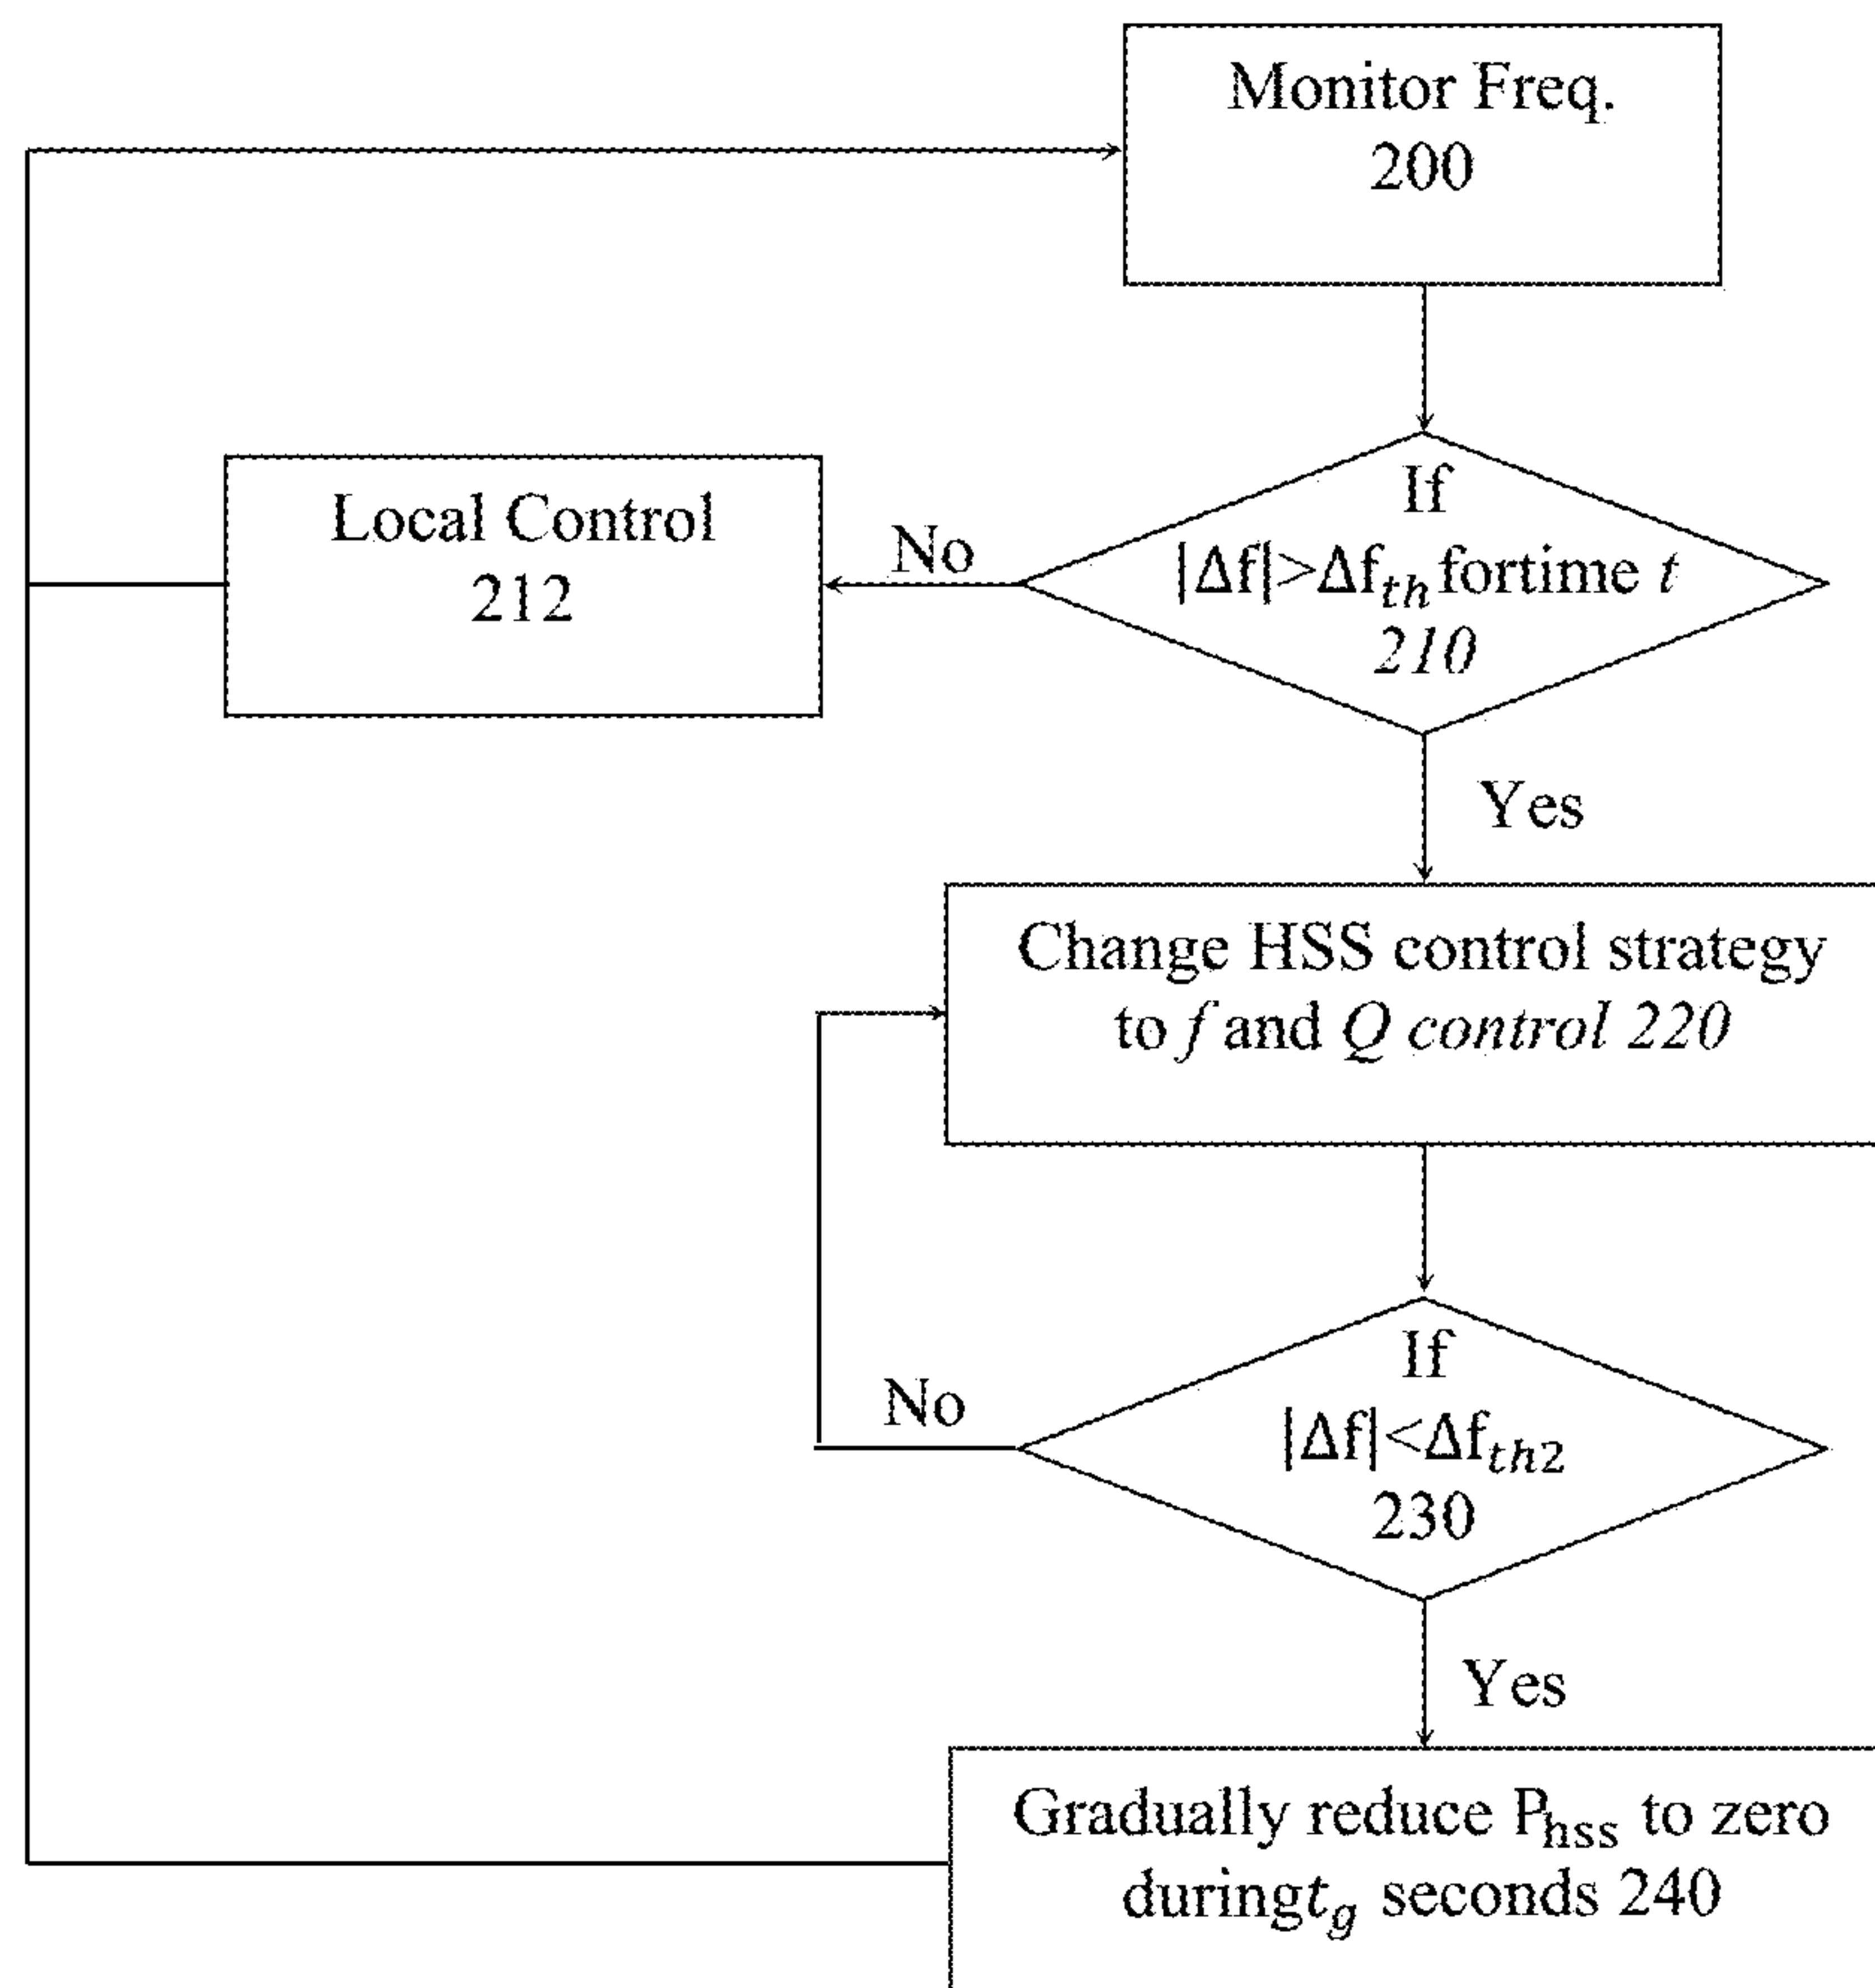 Monitor Freq.
200
If
|Δf|>Δf_th fortime t
210
No
Local Control
212
Yes
Change HSS control strategy
to f and Q control 220
If
|Δf|<Δf_th2
230
No
Yes
Gradually reduce P_hss to zero
duringt_g seconds 240